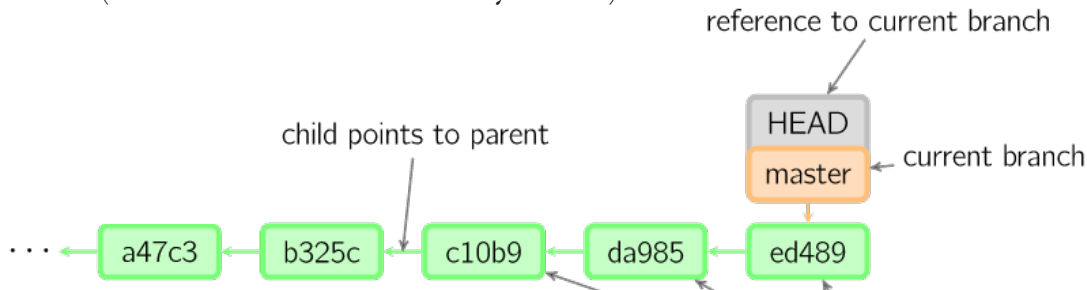 reference to current branch
HEAD
child points to parent
master
current branch
... a47c3 b325c c10b9 da985 ed489